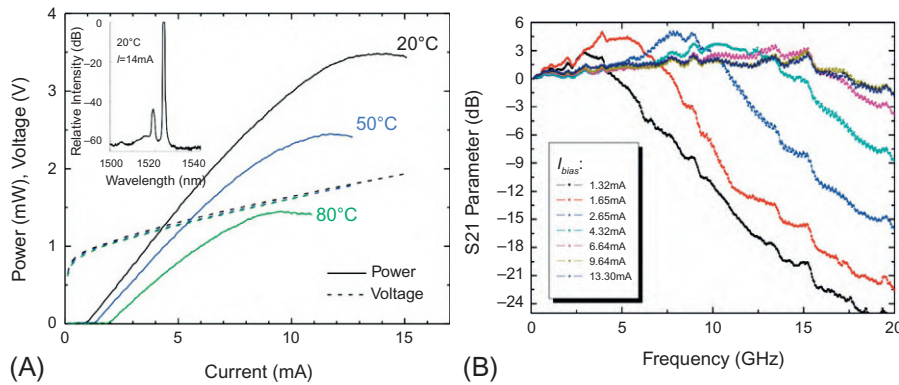 (A)
Power (mW), Voltage (V)
4
3
2
1
0
0
5
10
15
Current (mA)
20°C
50°C
80°C
Power
Voltage
Relative Intensity (dB)
0
–20
–40
–60
20°C
I=14mA
1500
1520
1540
Wavelength (nm)
(B)
S21 Parameter (dB)
6
3
0
–3
–6
–9
–12
–15
–18
–21
–24
0
5
10
15
20
Frequency (GHz)
I_bias:
1.32mA
1.65mA
2.65mA
4.32mA
6.64mA
9.64mA
13.30mA